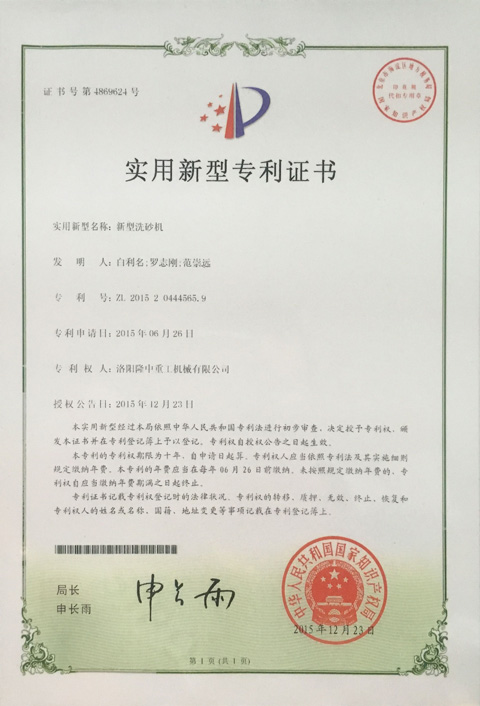 证书号第4869624号
印花税
代扣专用章
实用新型专利证书
实用新型名称：新型洗砂机
发 明 人：白利名;罗志刚;范崇远
专 利 号：ZL 2015 2 0444565.9
专利申请日：2015年06月26日
专 利 权 人：洛阳隆中重工机械有限公司
授权公告日：2015年12月23日
本实用新型经过本局依照中华人民共和国专利法进行初步审查，决定授予专利权，颁
发本证书并在专利登记簿上予以登记。专利权自授权公告之日起生效。
本专利的专利权期限为十年，自申请日起算。专利权人应当依照专利法及其实施细则
规定缴纳年费。本专利的年费应当在每年06月26日前缴纳。未按照规定缴纳年费的，专
利权自应当缴纳年费期满之日起终止。
专利证书记载专利权登记时的法律状况。专利权的转移、质押、无效、终止、恢复和
专利权人的姓名或名称、国籍、地址变更等事项记载在专利登记簿上。
局长
申长雨
申长雨
中华人民共和国国家知识产权局
2015年12月23日
第1页(共1页)